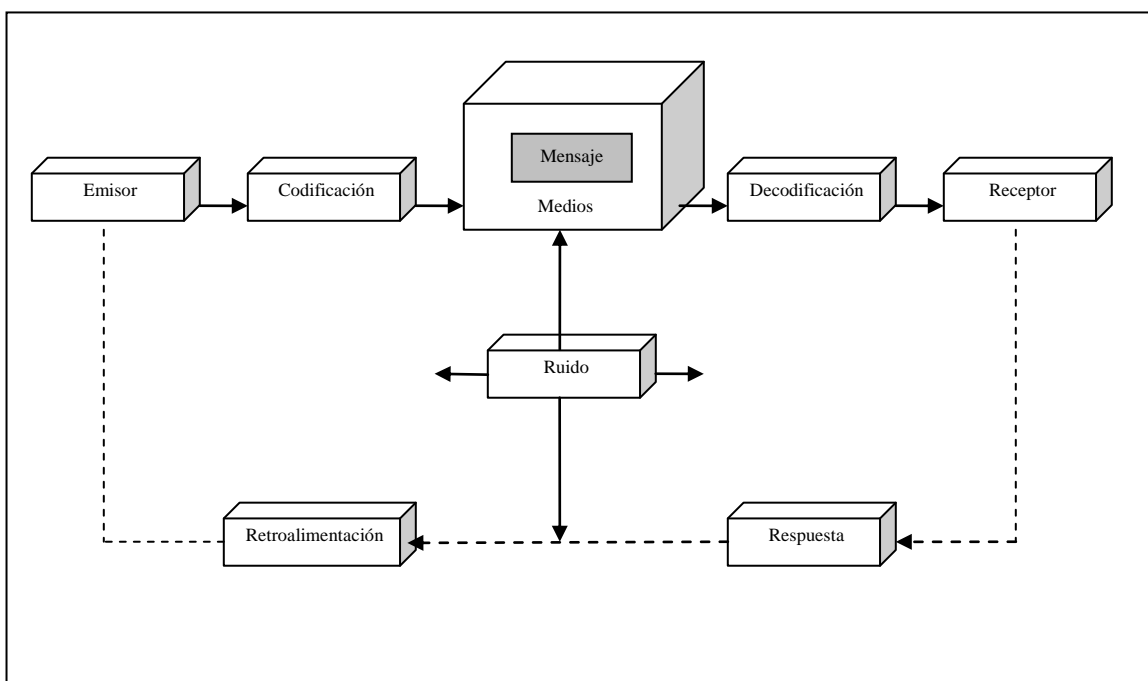 Mensaje
Emisor
Codificación
Medios
Decodificación
Receptor
Ruido
Retroalimentación
Respuesta